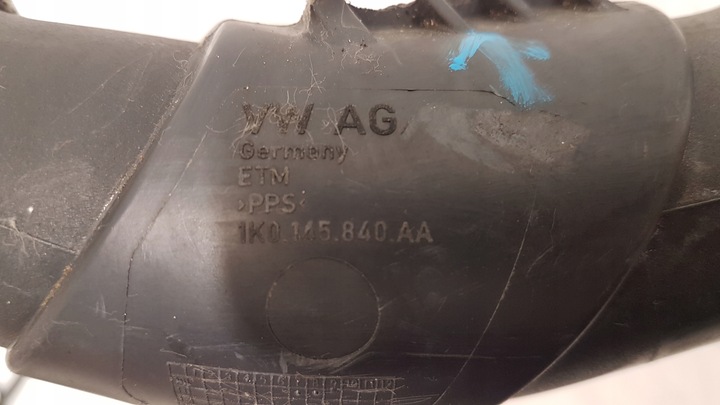 VW AG
Germany
ETM
>PPS<
1K0.145.840.AA